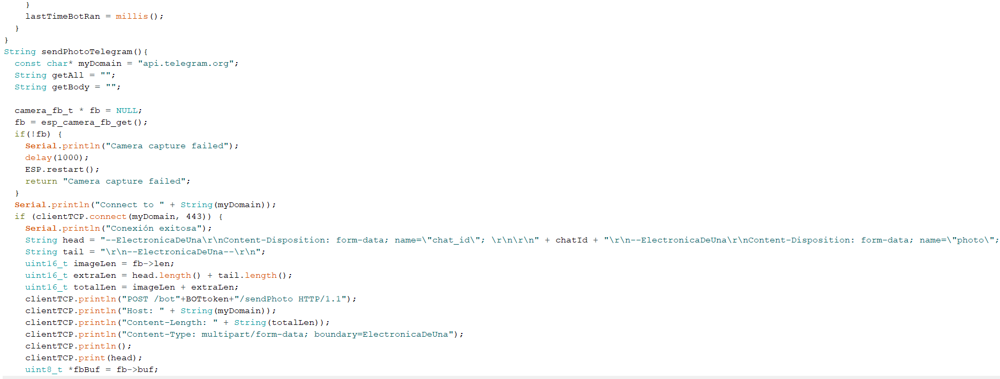 }
    lastTimeBotRan = millis();
  }
}
String sendPhotoTelegram(){
  const char* myDomain = "api.telegram.org";
  String getAll = "";
  String getBody = "";

  camera_fb_t * fb = NULL;
  fb = esp_camera_fb_get();
  if(!fb) {
    Serial.println("Camera capture failed");
    delay(1000);
    ESP.restart();
    return "Camera capture failed";
  }
  Serial.println("Connect to " + String(myDomain));
  if (clientTCP.connect(myDomain, 443)) {
    Serial.println("Conexión exitosa");
    String head = "--ElectronicaDeUna\r\nContent-Disposition: form-data; name=\"chat_id\"; \r\n\r\n" + chatId + "\r\n--ElectronicaDeUna\r\nContent-Disposition: form-data; name=\"photo\";
    String tail = "\r\n--ElectronicaDeUna--\r\n";
    uint16_t imageLen = fb->len;
    uint16_t extraLen = head.length() + tail.length();
    uint16_t totalLen = imageLen + extraLen;
    clientTCP.println("POST /bot"+BOTtoken+"/sendPhoto HTTP/1.1");
    clientTCP.println("Host: " + String(myDomain));
    clientTCP.println("Content-Length: " + String(totalLen));
    clientTCP.println("Content-Type: multipart/form-data; boundary=ElectronicaDeUna");
    clientTCP.println();
    clientTCP.print(head);
    uint8_t *fbBuf = fb->buf;